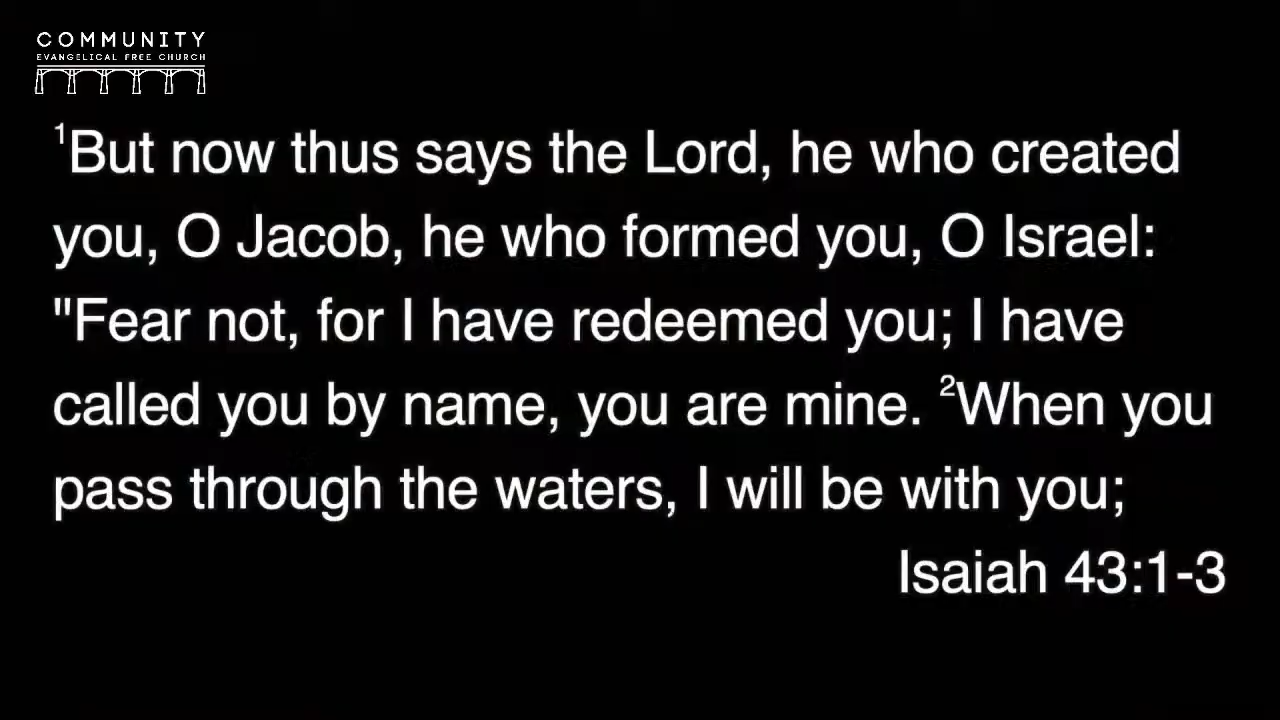 COMMUNITY
EVANGELICAL FREE CHURCH
¹But now thus says the Lord, he who created
you, O Jacob, he who formed you, O Israel:
"Fear not, for I have redeemed you; I have
called you by name, you are mine. ²When you
pass through the waters, I will be with you;
Isaiah 43:1-3